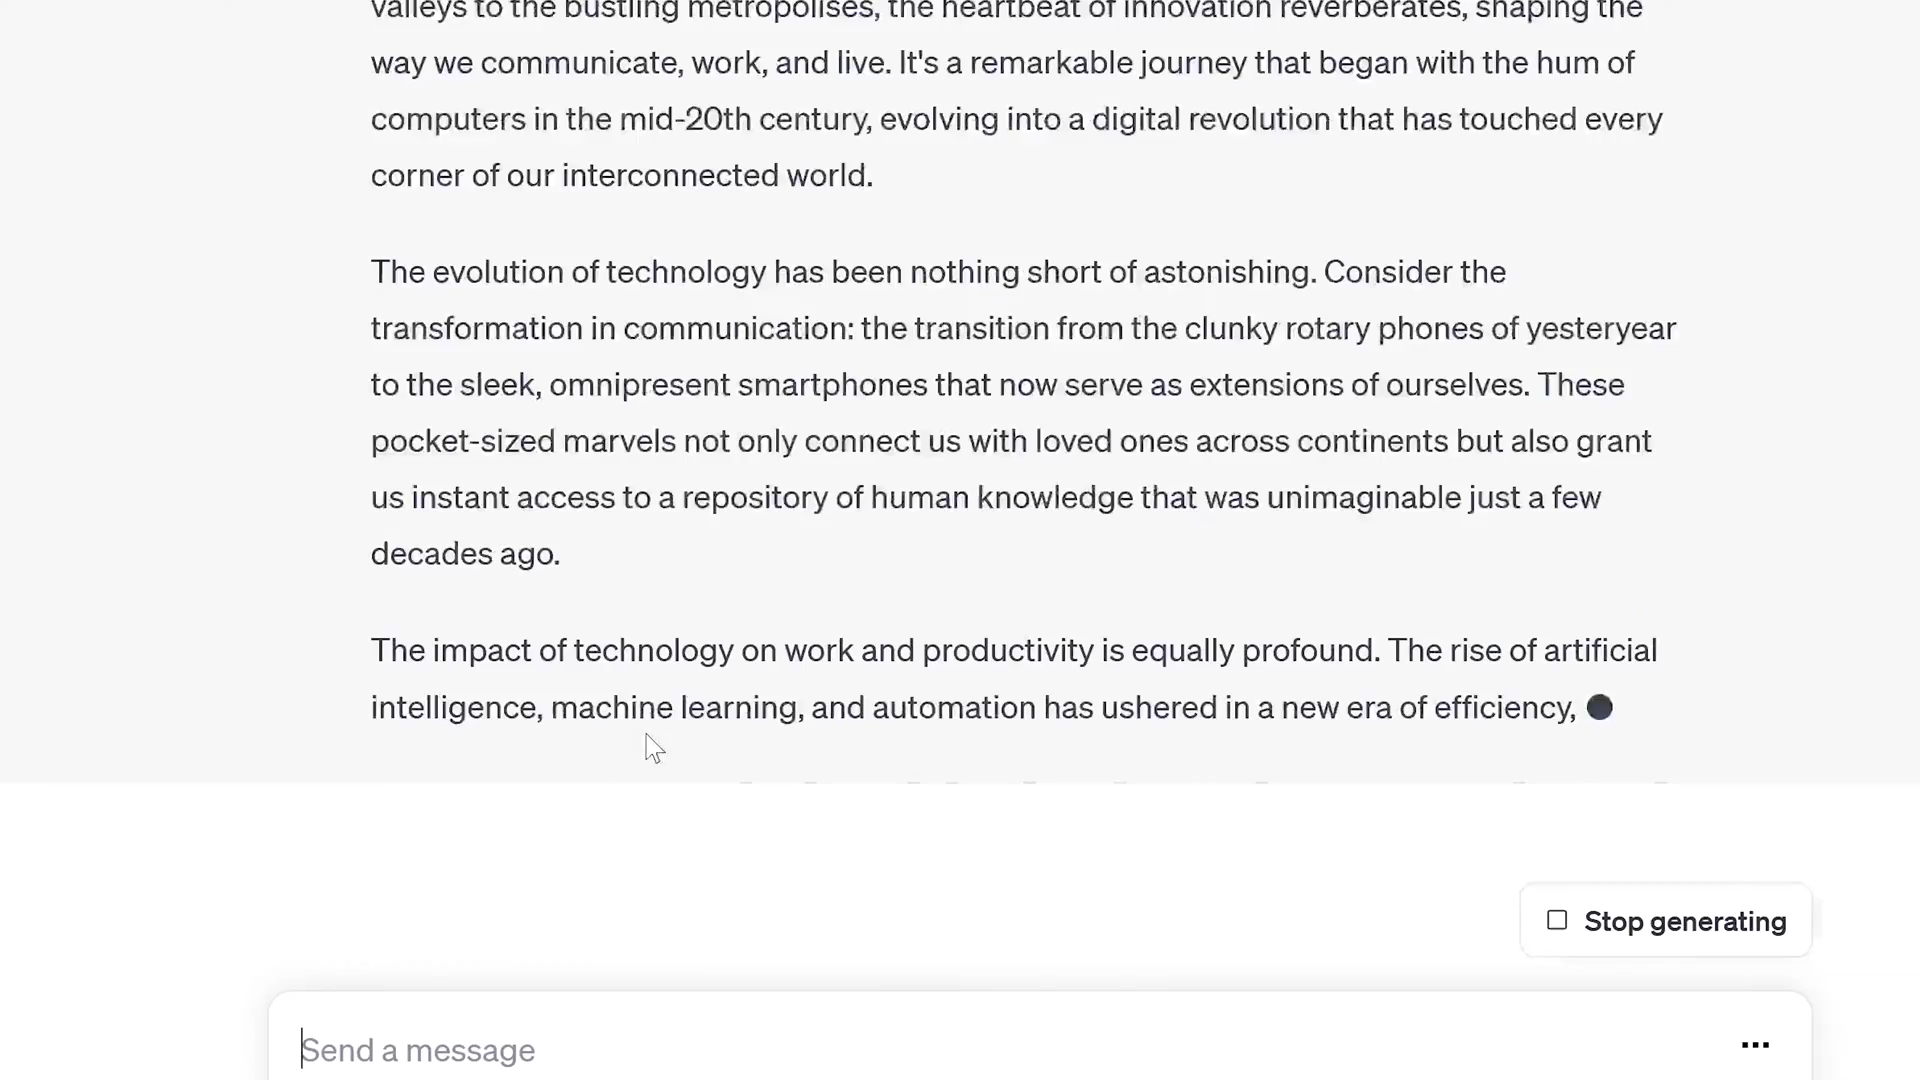 valleys to the bustling metropolises, the heartbeat of innovation reverberates, shaping the
way we communicate, work, and live. It's a remarkable journey that began with the hum of
computers in the mid-20th century, evolving into a digital revolution that has touched every
corner of our interconnected world.
The evolution of technology has been nothing short of astonishing. Consider the
transformation in communication: the transition from the clunky rotary phones of yesteryear
to the sleek, omnipresent smartphones that now serve as extensions of ourselves. These
pocket-sized marvels not only connect us with loved ones across continents but also grant
us instant access to a repository of human knowledge that was unimaginable just a few
decades ago.
The impact of technology on work and productivity is equally profound. The rise of artificial
intelligence, machine learning, and automation has ushered in a new era of efficiency,
Stop generating
Send a message